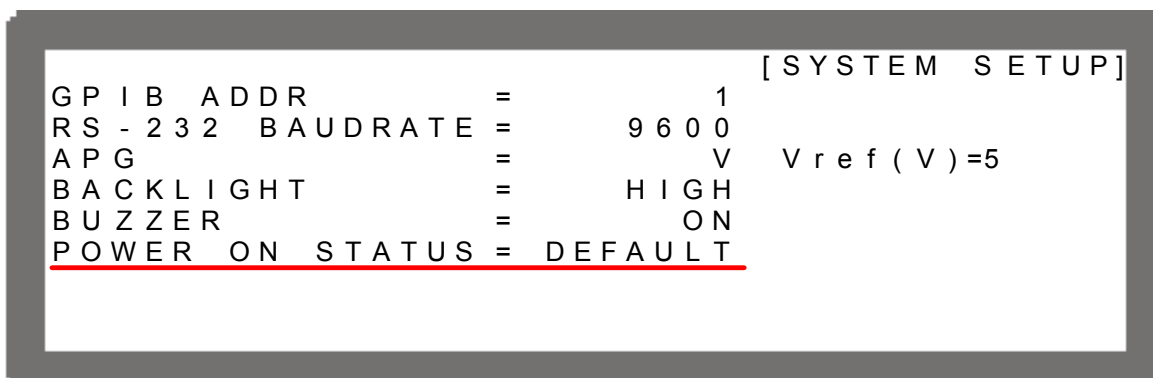 [SYSTEM SETUP]
GPIB ADDR = 1
RS-232 BAUDRATE = 9600
APG = V Vref(V)=5
BACKLIGHT = HIGH
BUZZER = ON
POWER ON STATUS = DEFAULT